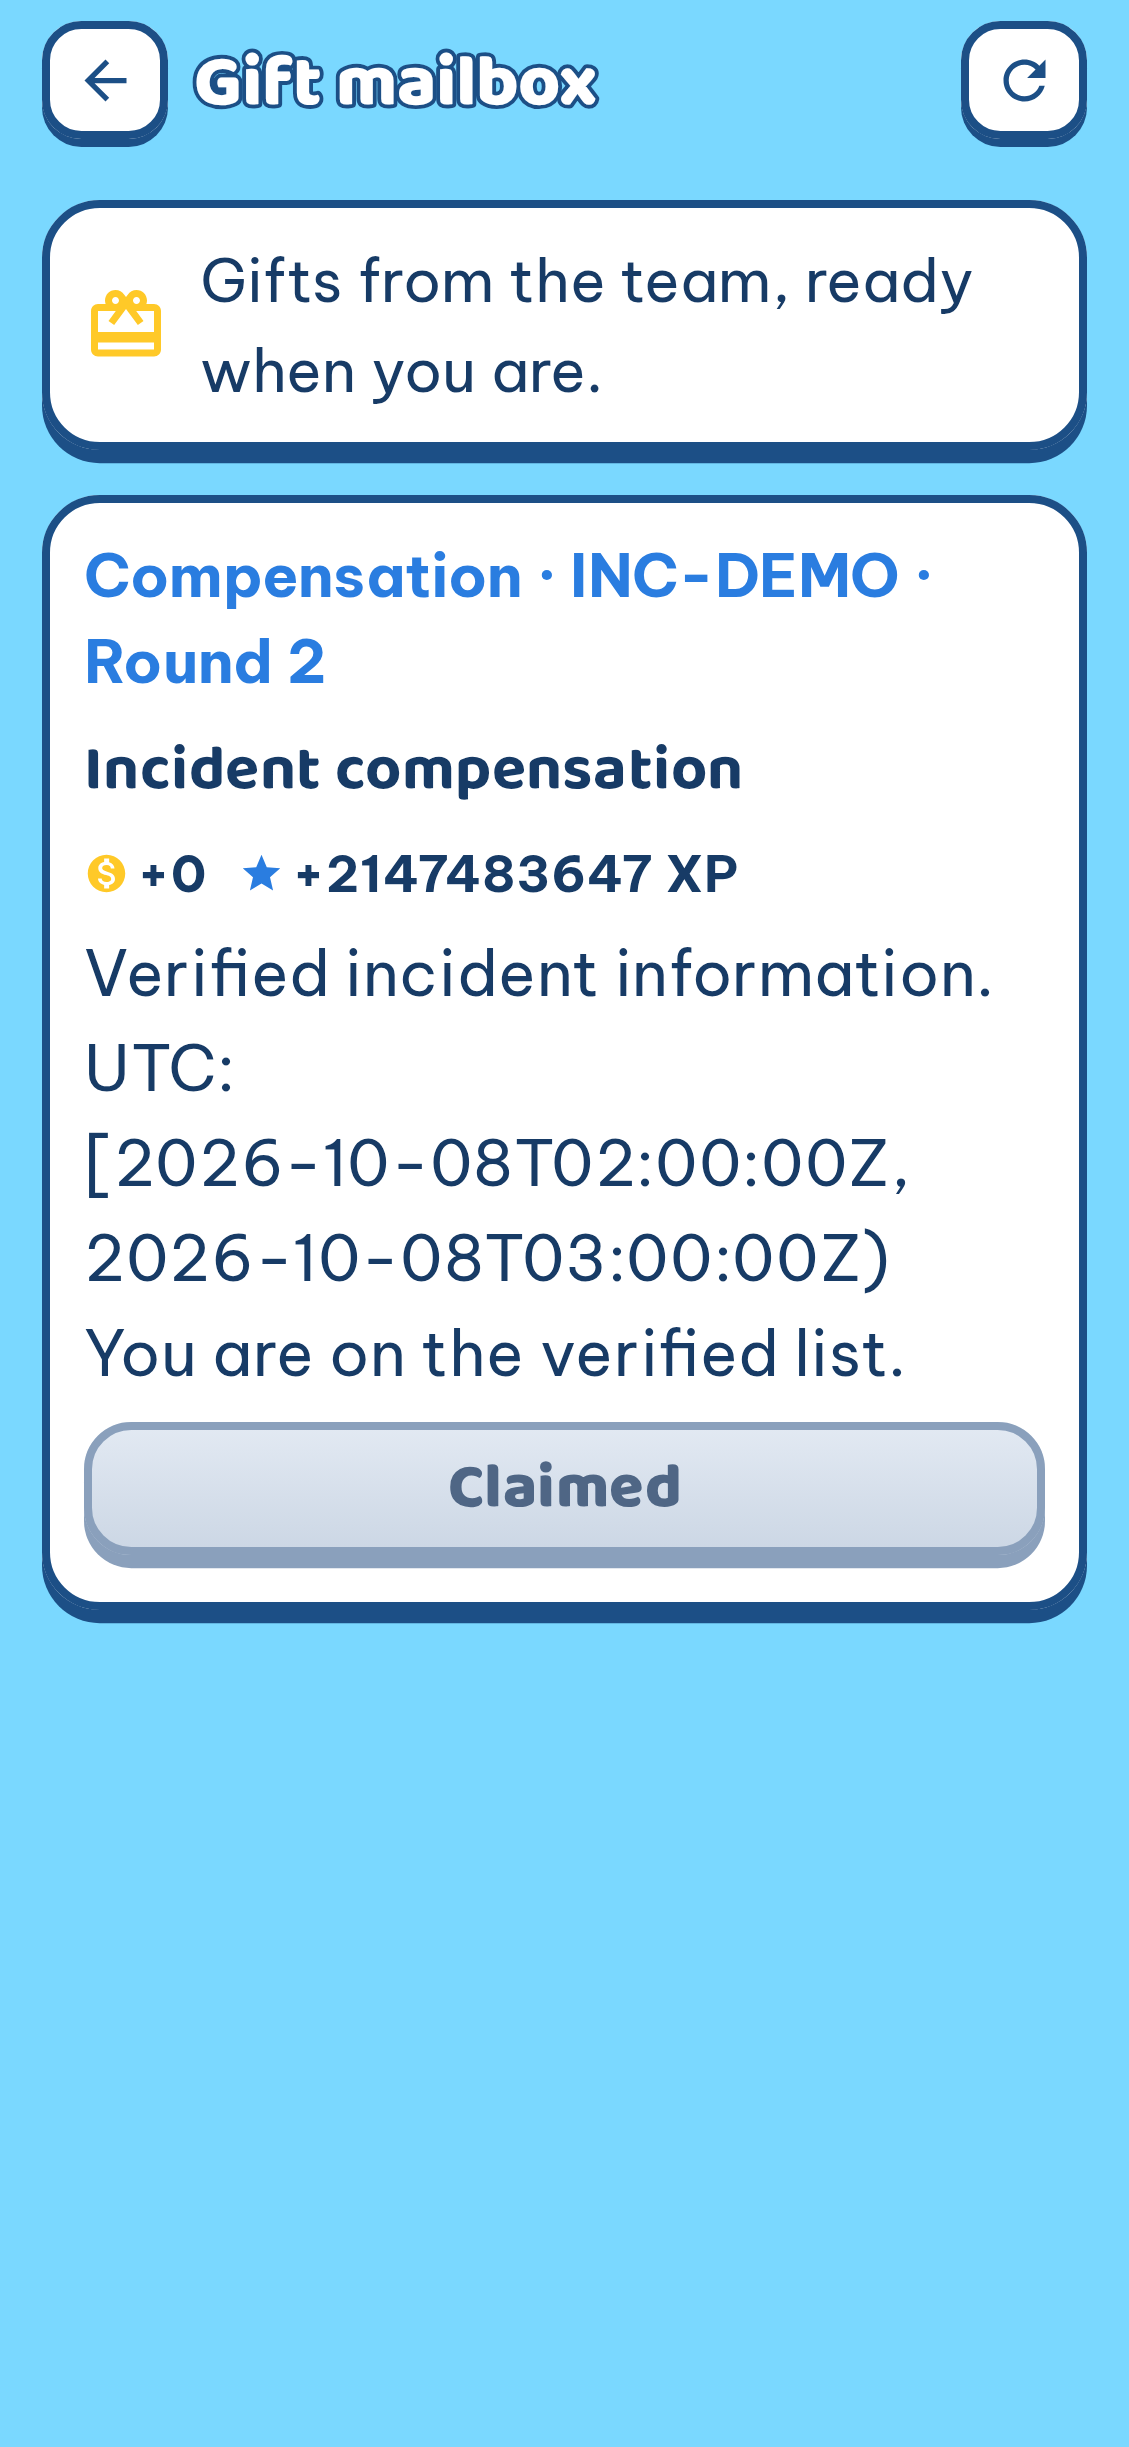 Gift mailbox
Gifts from the team, ready
when you are.
Compensation · INC-DEMO ·
Round 2
Incident compensation
+0 +2147483647 XP
Verified incident information.
UTC:
[2026-10-08T02:00:00Z,
2026-10-08T03:00:00Z)
You are on the verified list.
Claimed